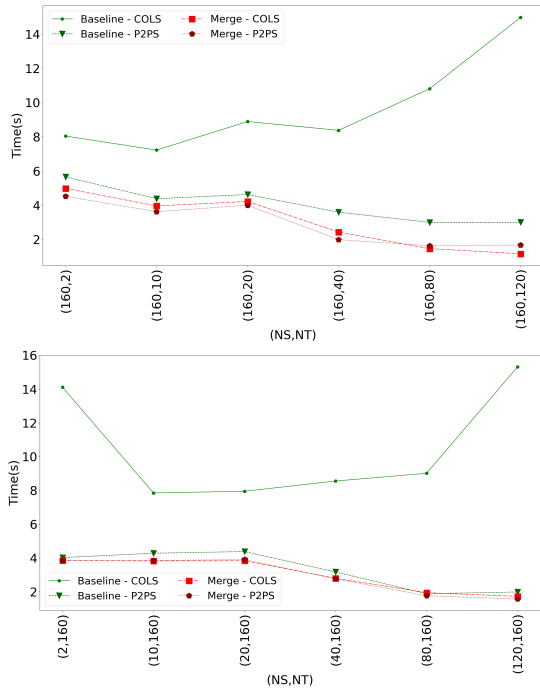 Baseline - COLS
Baseline - P2PS
Merge - COLS
Merge - P2PS
Time(s)
14
12
10
8
6
4
2
(160,2)
(160,10)
(160,20)
(160,40)
(160,80)
(160,120)
(NS,NT)
16
14
12
10
8
6
4
2
Time(s)
Baseline - COLS
Baseline - P2PS
Merge - COLS
Merge - P2PS
(2,160)
(10,160)
(20,160)
(40,160)
(80,160)
(120,160)
(NS,NT)